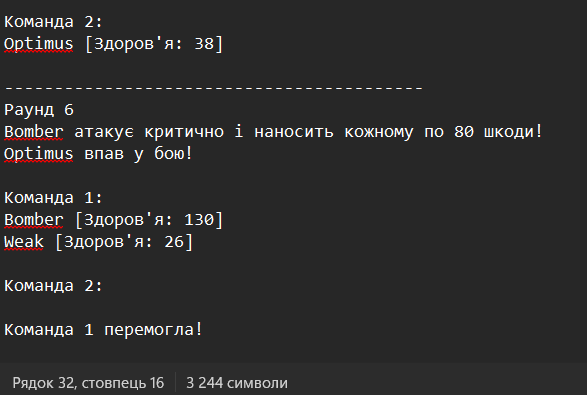 Команда 2:
Optimus [Здоров'я: 38]
------------------------------------------
Раунд 6
Bomber атакує критично і наносить кожному по 80 шкоди!
Optimus впав у бою!
Команда 1:
Bomber [Здоров'я: 130]
Weak [Здоров'я: 26]
Команда 2:
Команда 1 перемогла!
Рядок 32, стовпець 16 3 244 символи